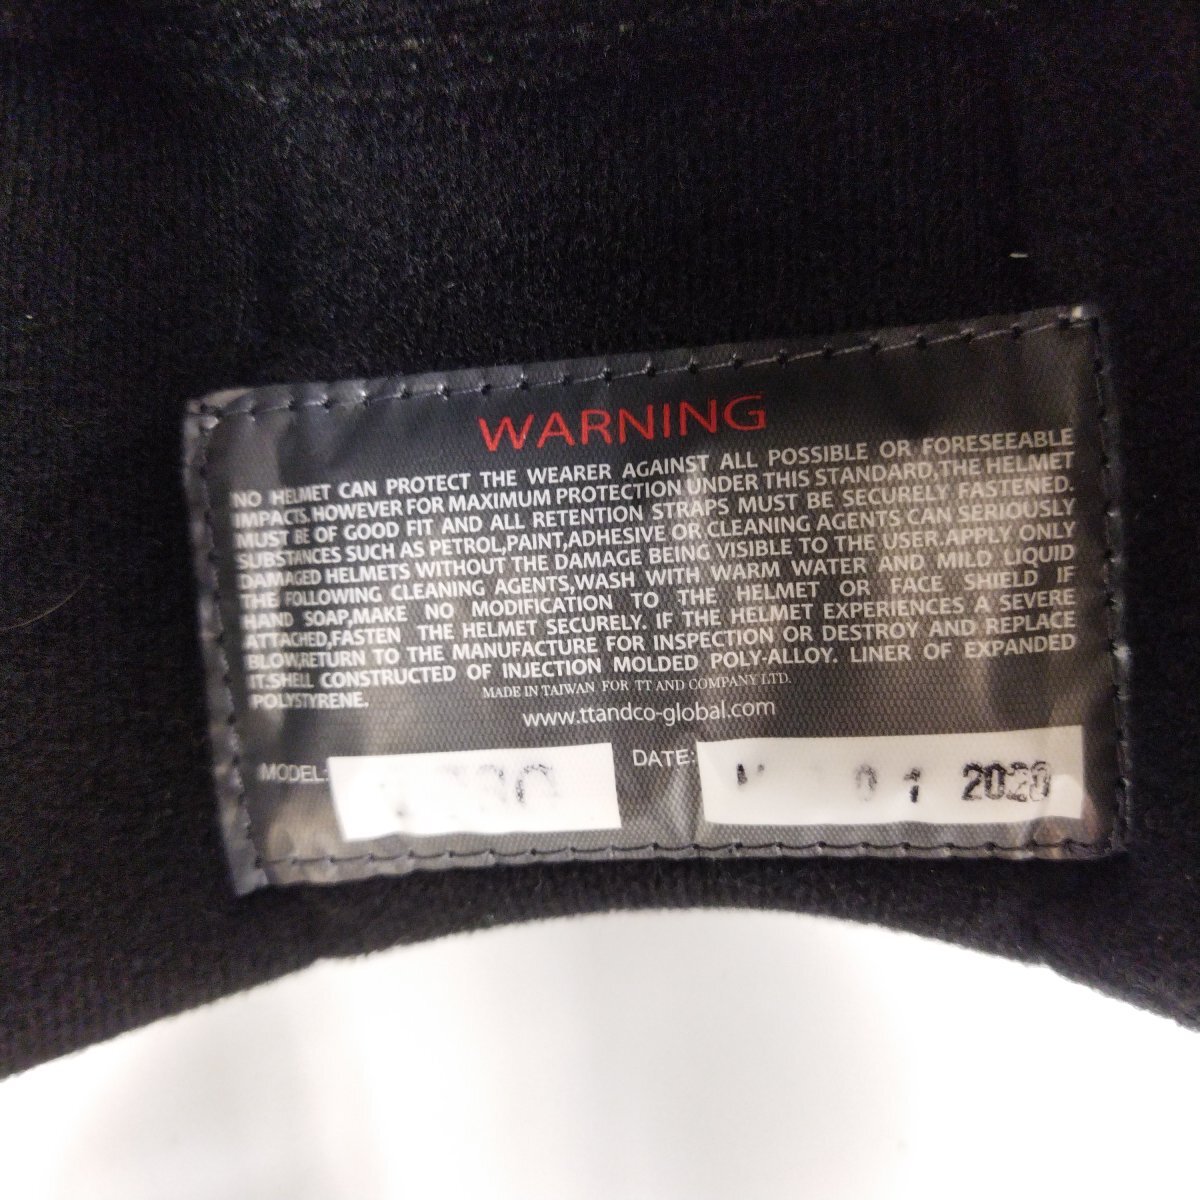 WARNING
NO HELMET CAN PROTECT THE WEARER AGAINST ALL POSSIBLE OR FORESEEABLE
IMPACTS. HOWEVER FOR MAXIMUM PROTECTION UNDER THIS STANDARD,THE HELMET
MUST BE OF GOOD FIT AND ALL RETENTION STRAPS MUST BE SECURELY FASTENED.
SUBSTANCES SUCH AS PETROL,PAINT,ADHESIVE OR CLEANING AGENTS CAN SERIOUSLY
DAMAGED HELMETS WITHOUT THE DAMAGE BEING VISIBLE TO THE USER.APPLY ONLY
THE FOLLOWING CLEANING AGENTS,WASH WITH WARM WATER AND MILD LIQUID
HAND SOAP,MAKE NO MODIFICATION TO THE HELMET OR FACE SHIELD IF
ATTACHED,FASTEN THE HELMET SECURELY. IF THE HELMET EXPERIENCES A SEVERE
BLOW,RETURN TO THE MANUFACTURE FOR INSPECTION OR DESTROY AND REPLACE
IT.SHELL CONSTRUCTED OF INJECTION MOLDED POLY-ALLOY. LINER OF EXPANDED
POLYSTYRENE.
MADE IN TAIWAN FOR TT AND COMPANY LTD.
www.ttandco-global.com
MODEL:
DATE: 01 2020